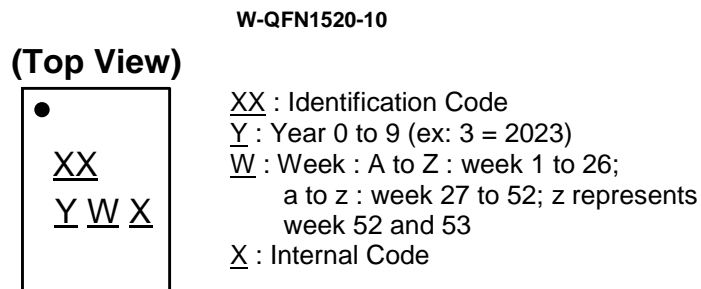 W-QFN1520-10
(Top View)
XX
Y W X
XX : Identification Code
Y : Year 0 to 9 (ex: 3 = 2023)
W : Week : A to Z : week 1 to 26;
a to z : week 27 to 52; z represents
week 52 and 53
X : Internal Code